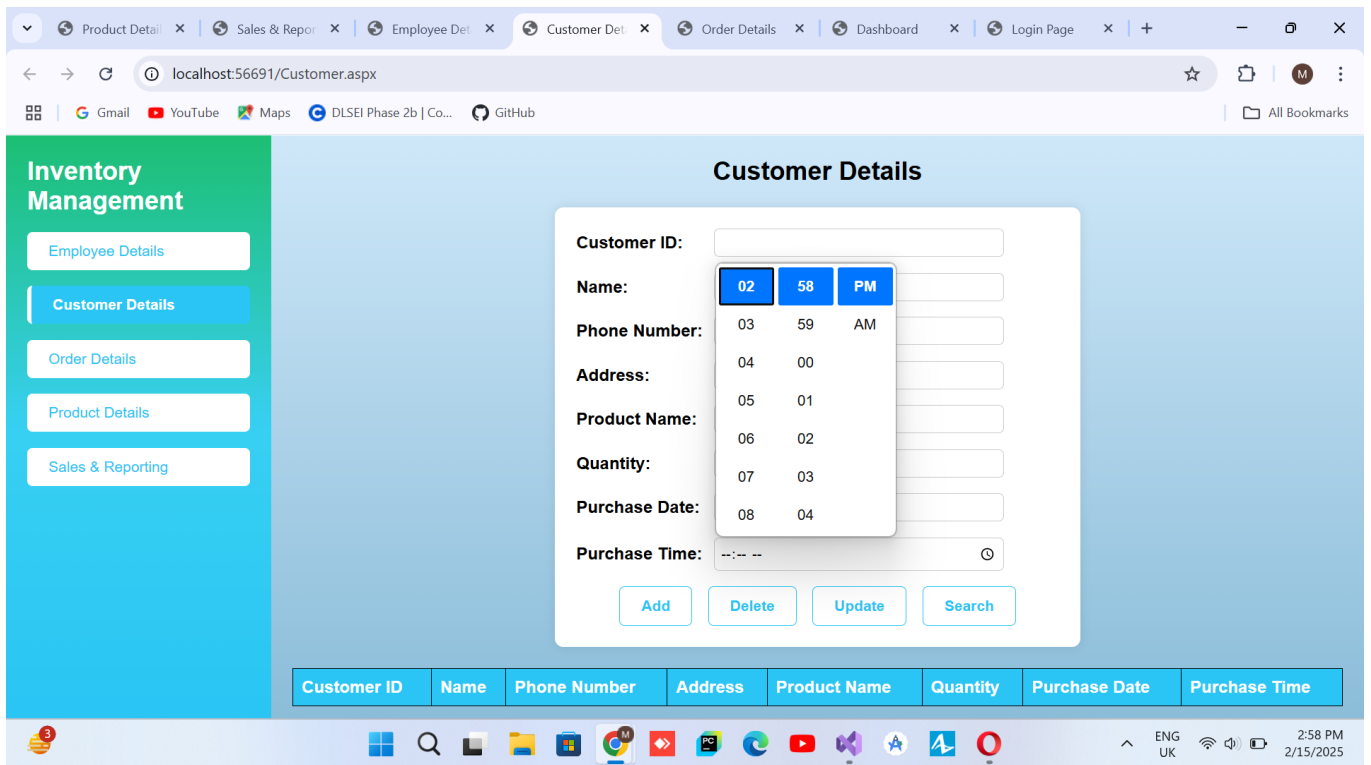 Product Detail
Sales & Repor
Employee Det
Customer Det
Order Details
Dashboard
Login Page
localhost:56691/Customer.aspx
M
Gmail
YouTube
Maps
DLSEI Phase 2b | Co...
GitHub
All Bookmarks
Inventory
Management
Employee Details
Customer Details
Order Details
Product Details
Sales & Reporting
Customer Details
Customer ID:
Name:
Phone Number:
Address:
Product Name:
Quantity:
Purchase Date:
Purchase Time:
02 58 PM
03 59 AM
04 00
05 01
06 02
07 03
08 04
--:-- --
Add Delete Update Search
Customer ID Name Phone Number Address Product Name Quantity Purchase Date Purchase Time
3
M
PC
ENG
UK
2:58 PM
2/15/2025